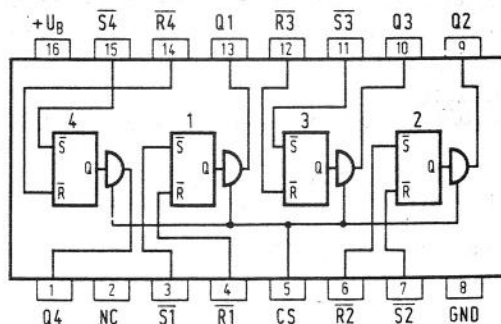 +U_B S̅4̅ R̅4̅ Q1 R̅3̅ S̅3̅ Q3 Q2
16 15 14 13 12 11 10 9
4 1 3 2
S̅ S̅ S̅ S̅
Q Q Q Q
R̅ R̅ R̅ R̅
1 2 3 4 5 6 7 8
Q4 NC S̅1̅ R̅1̅ CS R̅2̅ S̅2̅ GND